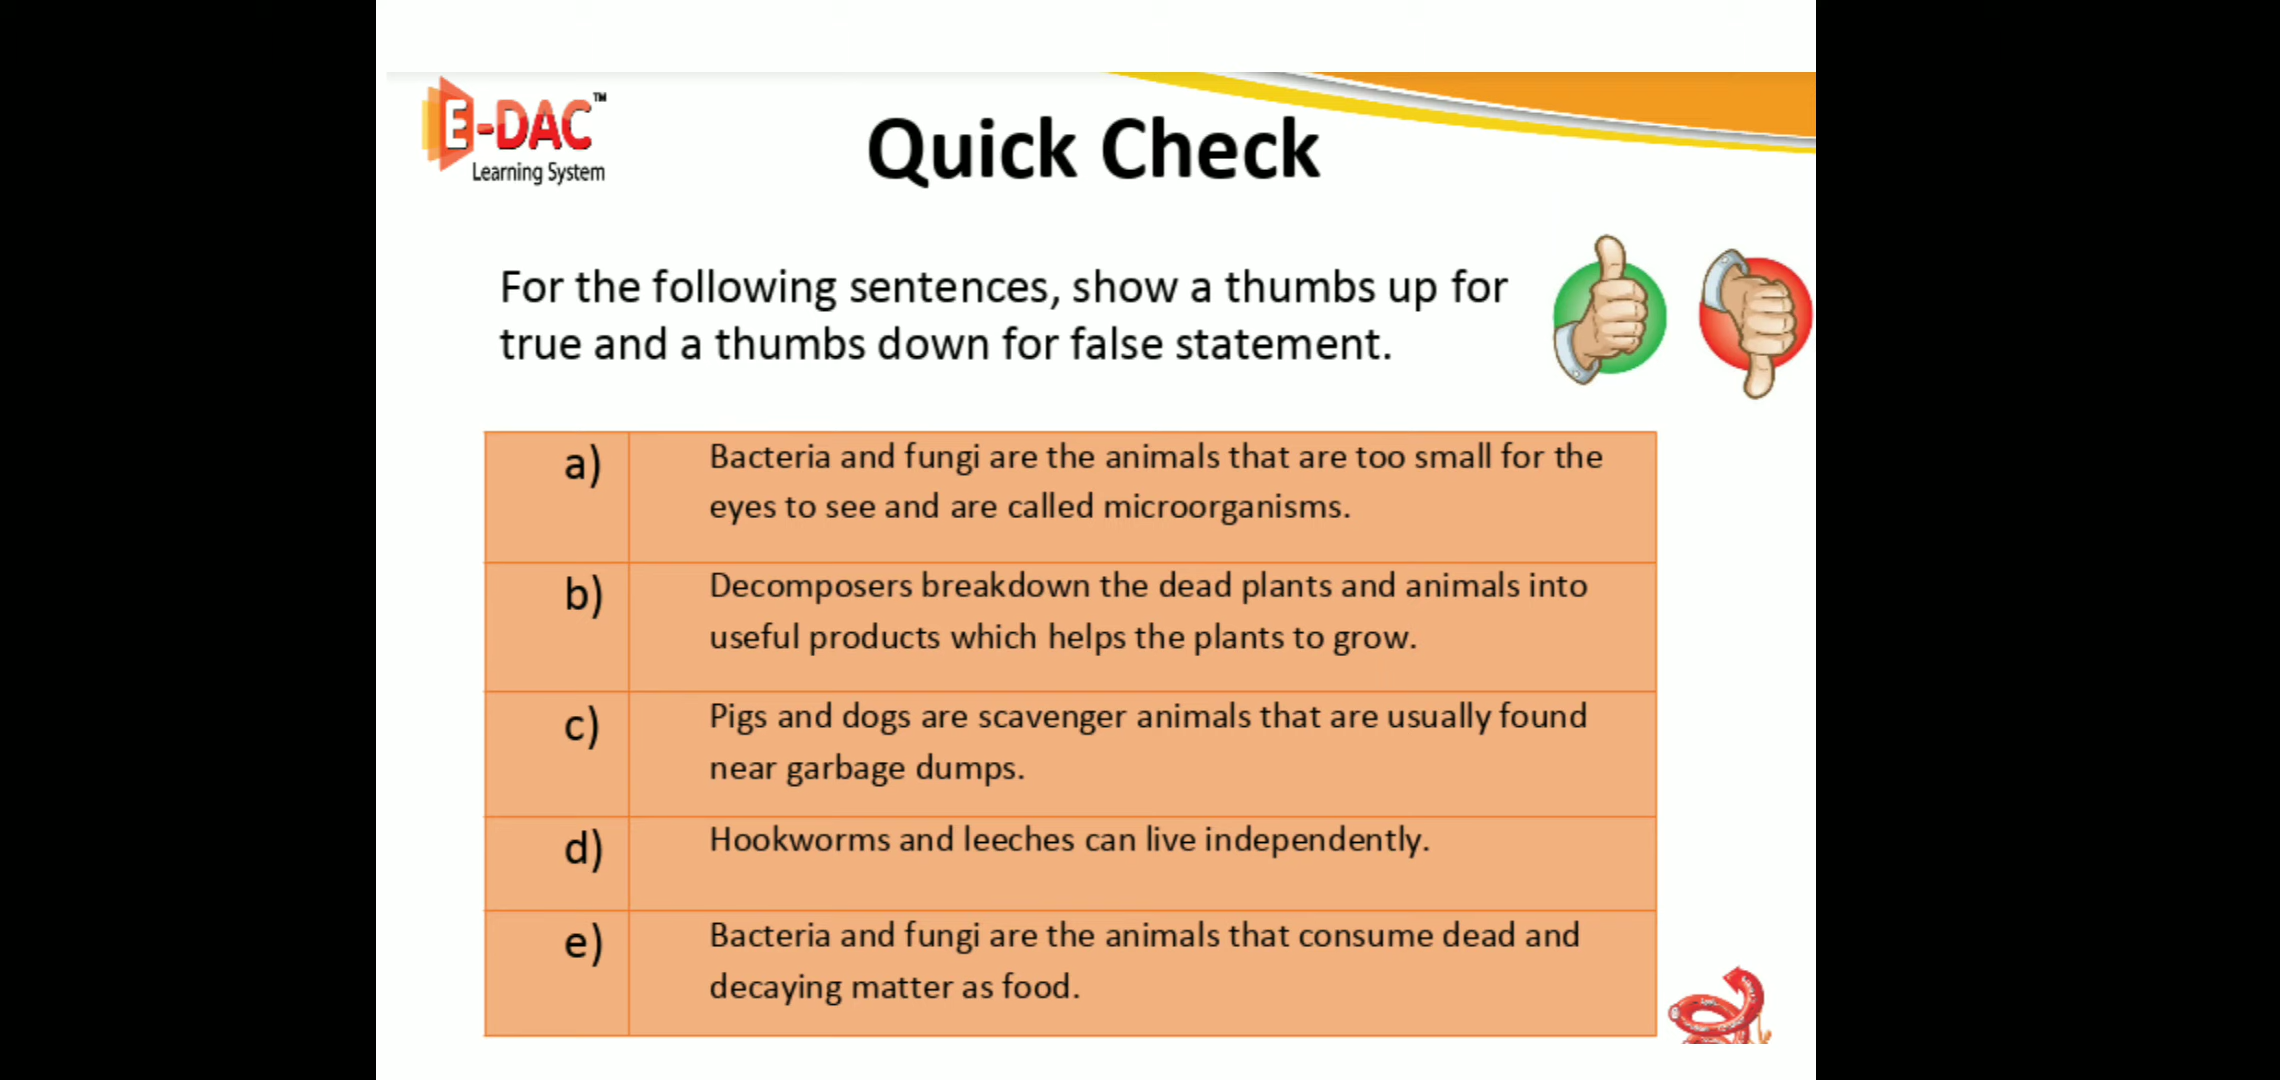 E-DAC™
Learning System
Quick Check
For the following sentences, show a thumbs up for
true and a thumbs down for false statement.
a) Bacteria and fungi are the animals that are too small for the
eyes to see and are called microorganisms.
b) Decomposers breakdown the dead plants and animals into
useful products which helps the plants to grow.
c) Pigs and dogs are scavenger animals that are usually found
near garbage dumps.
d) Hookworms and leeches can live independently.
e) Bacteria and fungi are the animals that consume dead and
decaying matter as food.